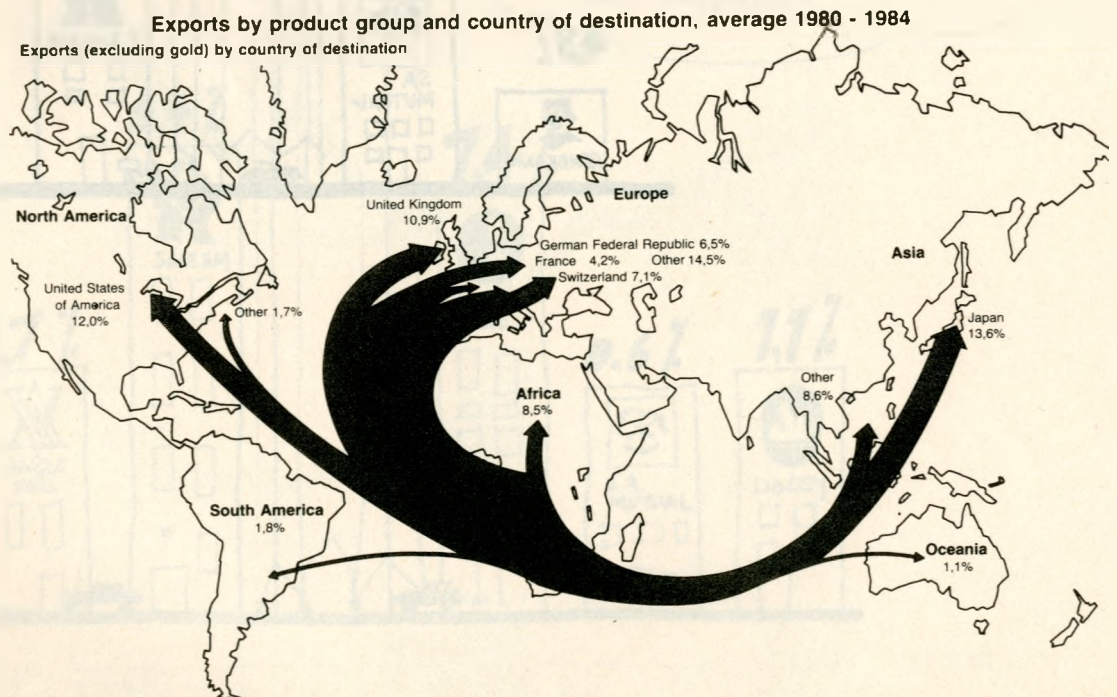 Exports by product group and country of destination, average 1980 - 1984
Exports (excluding gold) by country of destination
North America
United States
of America
12,0%
Other 1,7%
United Kingdom
10,9%
Europe
German Federal Republic 6,5%
France 4,2% Other 14,5%
Switzerland 7,1%
Asia
Japan
13,6%
Other
8,6%
Africa
8,5%
South America
1,8%
Oceania
1,1%